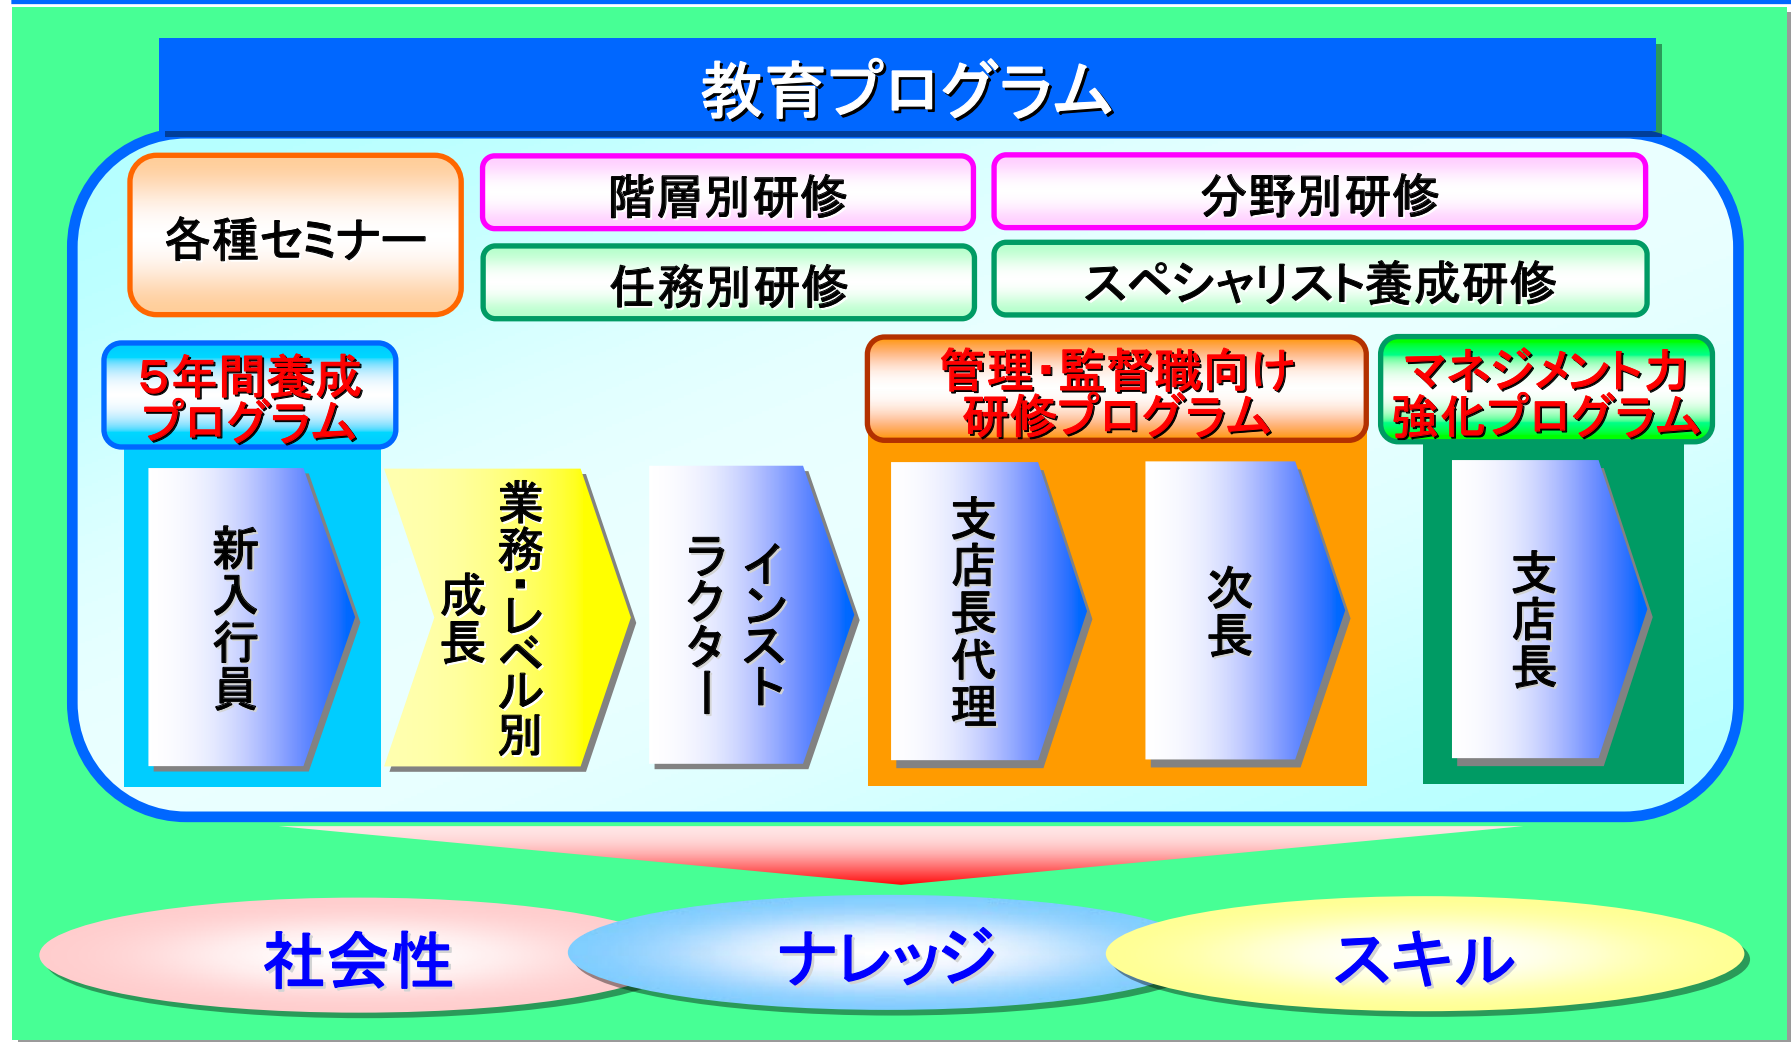 教育プログラム
各種セミナー
階層別研修
分野別研修
任務別研修
スペシャリスト養成研修
５年間養成
プログラム
管理・監督職向け
研修プログラム
マネジメント力
強化プログラム
新入行員
業務・レベル別
成長
インスト
ラクター
支店長代理
次長
支店長
社会性
ナレッジ
スキル